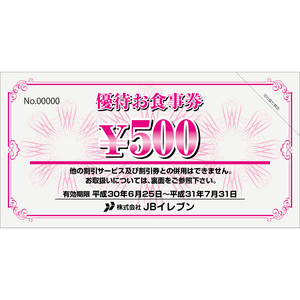 No.00000
優待お食事券
¥500
他の割引サービス及び割引券との併用はできません。
お取扱いについては、裏面をご参照下さい。
有効期限 平成30年6月25日～平成31年7月31日
株式会社 JBイレブン